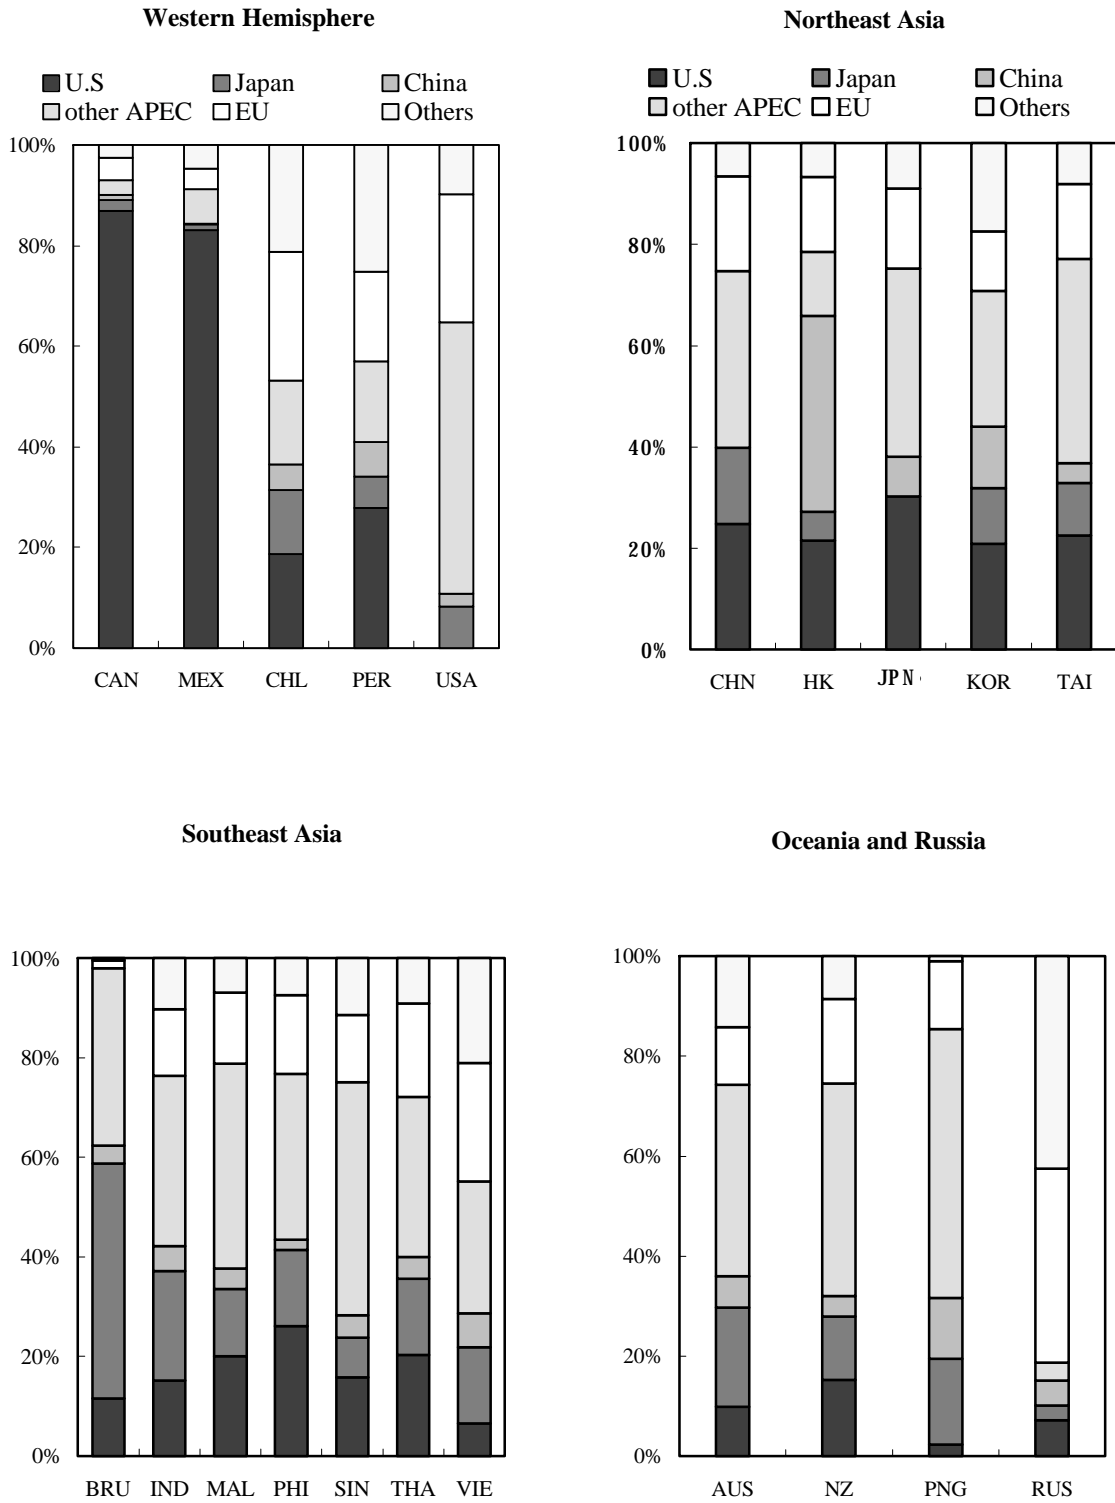 Western Hemisphere
U.S Japan China
other APEC EU Others
100%
80%
60%
40%
20%
0%
CAN MEX CHL PER USA
Northeast Asia
U.S Japan China
other APEC EU Others
100%
80%
60%
40%
20%
0%
CHN HK JPN KOR TAI
Southeast Asia
100%
80%
60%
40%
20%
0%
BRU IND MAL PHI SIN THA VIE
Oceania and Russia
100%
80%
60%
40%
20%
0%
AUS NZ PNG RUS